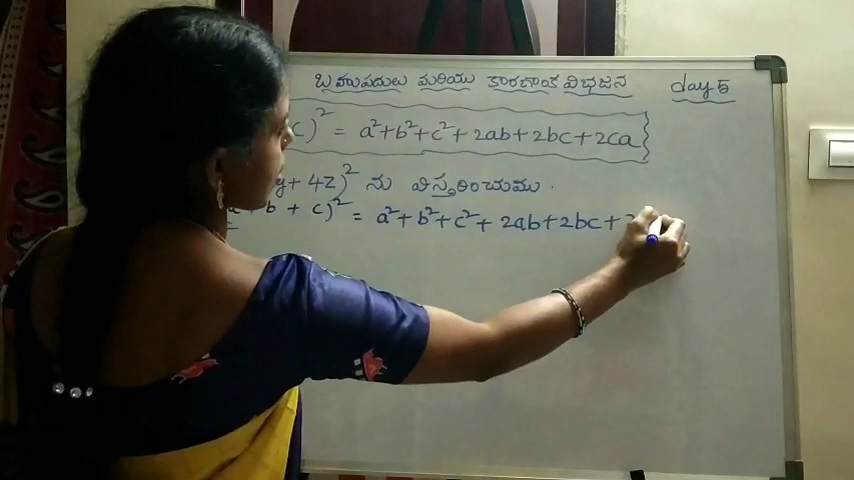 బహుపదులు మరియు కారణాంక విభజన day 5
c)² = a²+b²+c²+2ab+2bc+2ca
y+4z)² ను విస్తరించుము.
+ b + c)² = a²+b²+c²+2ab+2bc+